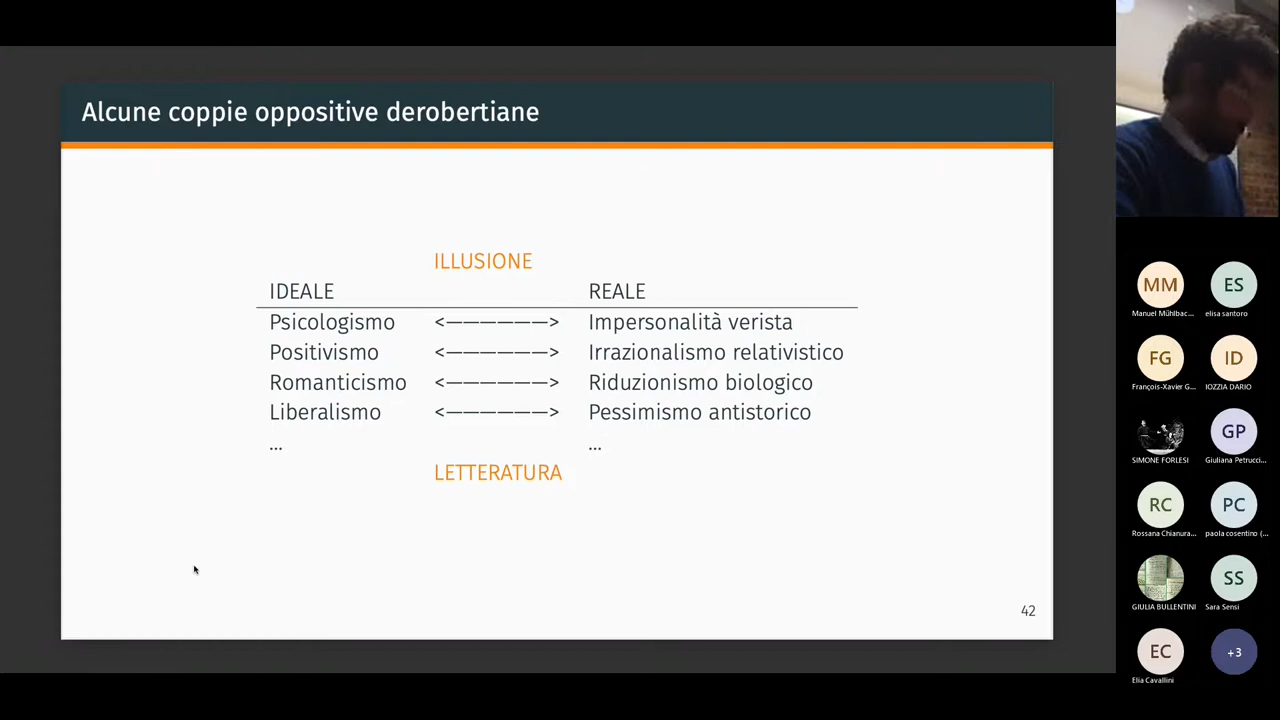 Alcune coppie oppositive derobertiane
ILLUSIONE
IDEALE REALE
Psicologismo <——————> Impersonalità verista
Positivismo <——————> Irrazionalismo relativistico
Romanticismo <——————> Riduzionismo biologico
Liberalismo <——————> Pessimismo antistorico
... ...
LETTERATURA
42
MM ES
Manuel Mühlbac... elisa santoro
FG ID
François-Xavier G... IOZZIA DARIO
GP
SIMONE FORLESI Giuliana Petrucci...
RC PC
Rossana Chianura... paola cosentino (...
SS
GIULIA BULLENTINI Sara Sensi
EC +3
Elia Cavallini